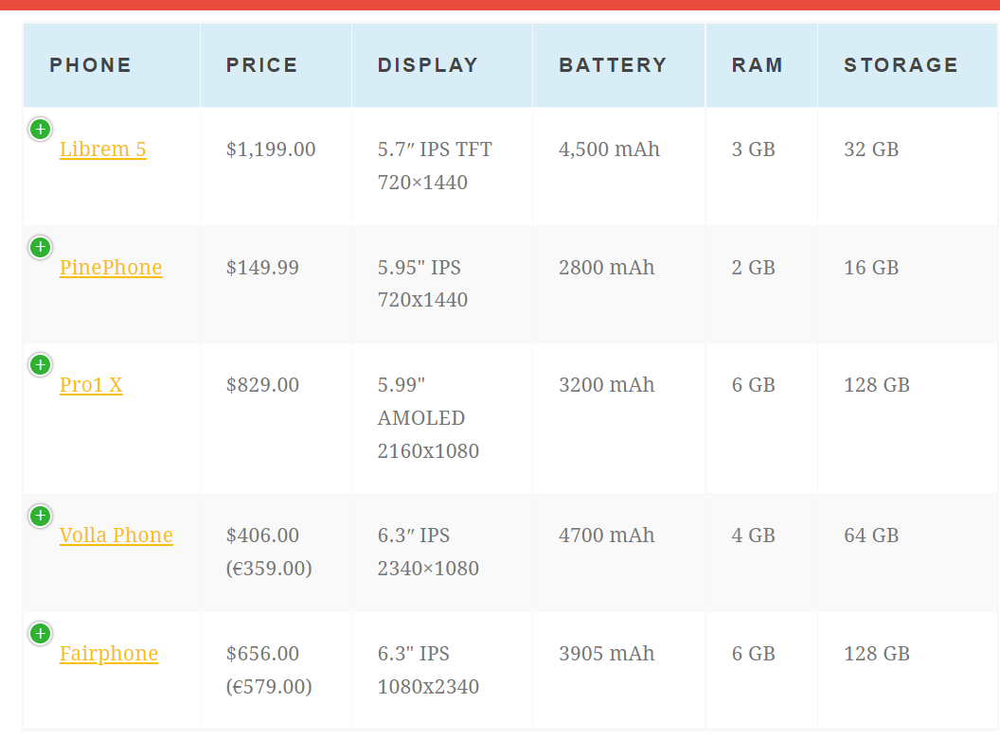 PHONE PRICE DISPLAY BATTERY RAM STORAGE
Librem 5 $1,199.00 5.7″ IPS TFT 4,500 mAh 3 GB 32 GB
720×1440
PinePhone $149.99 5.95" IPS 2800 mAh 2 GB 16 GB
720x1440
Pro1 X $829.00 5.99" 3200 mAh 6 GB 128 GB
AMOLED
2160x1080
Volla Phone $406.00 6.3″ IPS 4700 mAh 4 GB 64 GB
(€359.00) 2340×1080
Fairphone $656.00 6.3" IPS 3905 mAh 6 GB 128 GB
(€579.00) 1080x2340